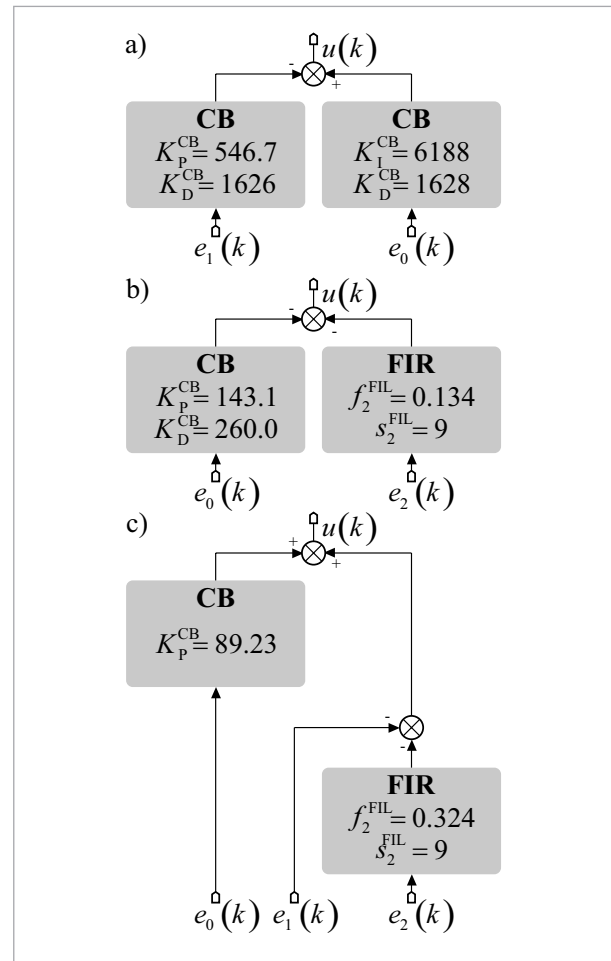 a)
u(k)
- +
CB CB
K_P^CB = 546.7 K_I^CB = 6188
K_D^CB = 1626 K_D^CB = 1628
e_1(k) e_0(k)
b)
u(k)
- -
CB FIR
K_P^CB = 143.1 f_2^FIL = 0.134
K_D^CB = 260.0 s_2^FIL = 9
e_0(k) e_2(k)
c)
u(k)
+ +
CB
K_P^CB = 89.23
-
-
FIR
f_2^FIL = 0.324
s_2^FIL = 9
e_0(k) e_1(k) e_2(k)